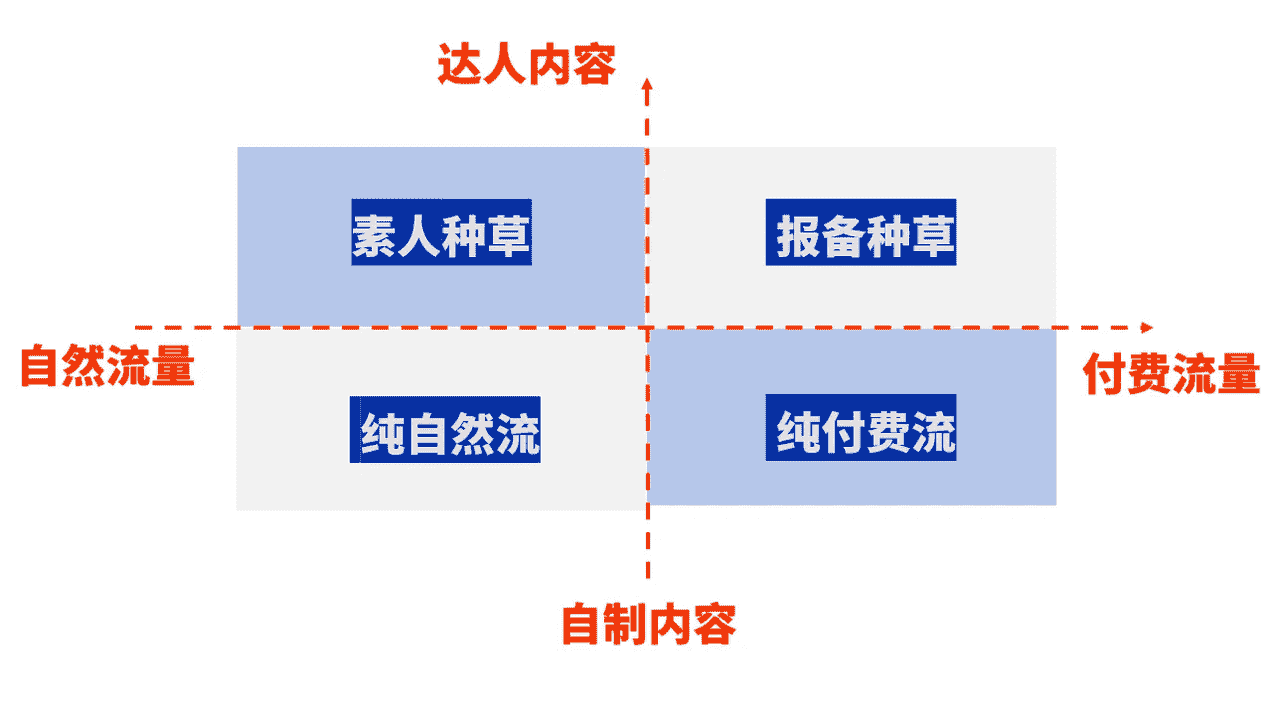 达人内容
素人种草
报备种草
自然流量
付费流量
纯自然流
纯付费流
自制内容